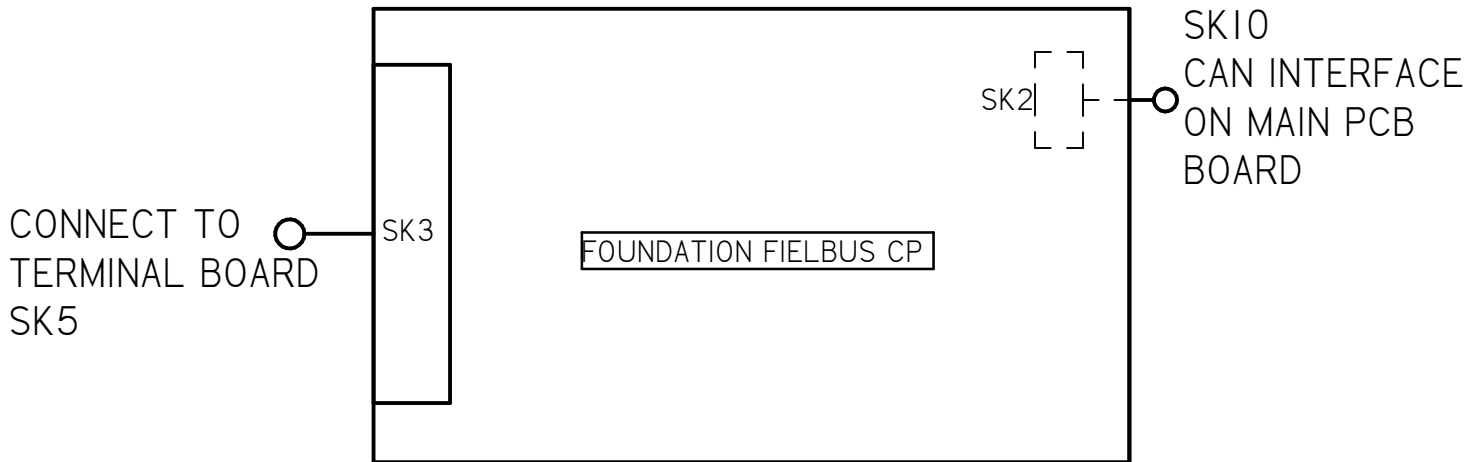 SK10
CAN INTERFACE
ON MAIN PCB
BOARD
SK2
CONNECT TO
TERMINAL BOARD
SK5
SK3
FOUNDATION FIELBUS CP